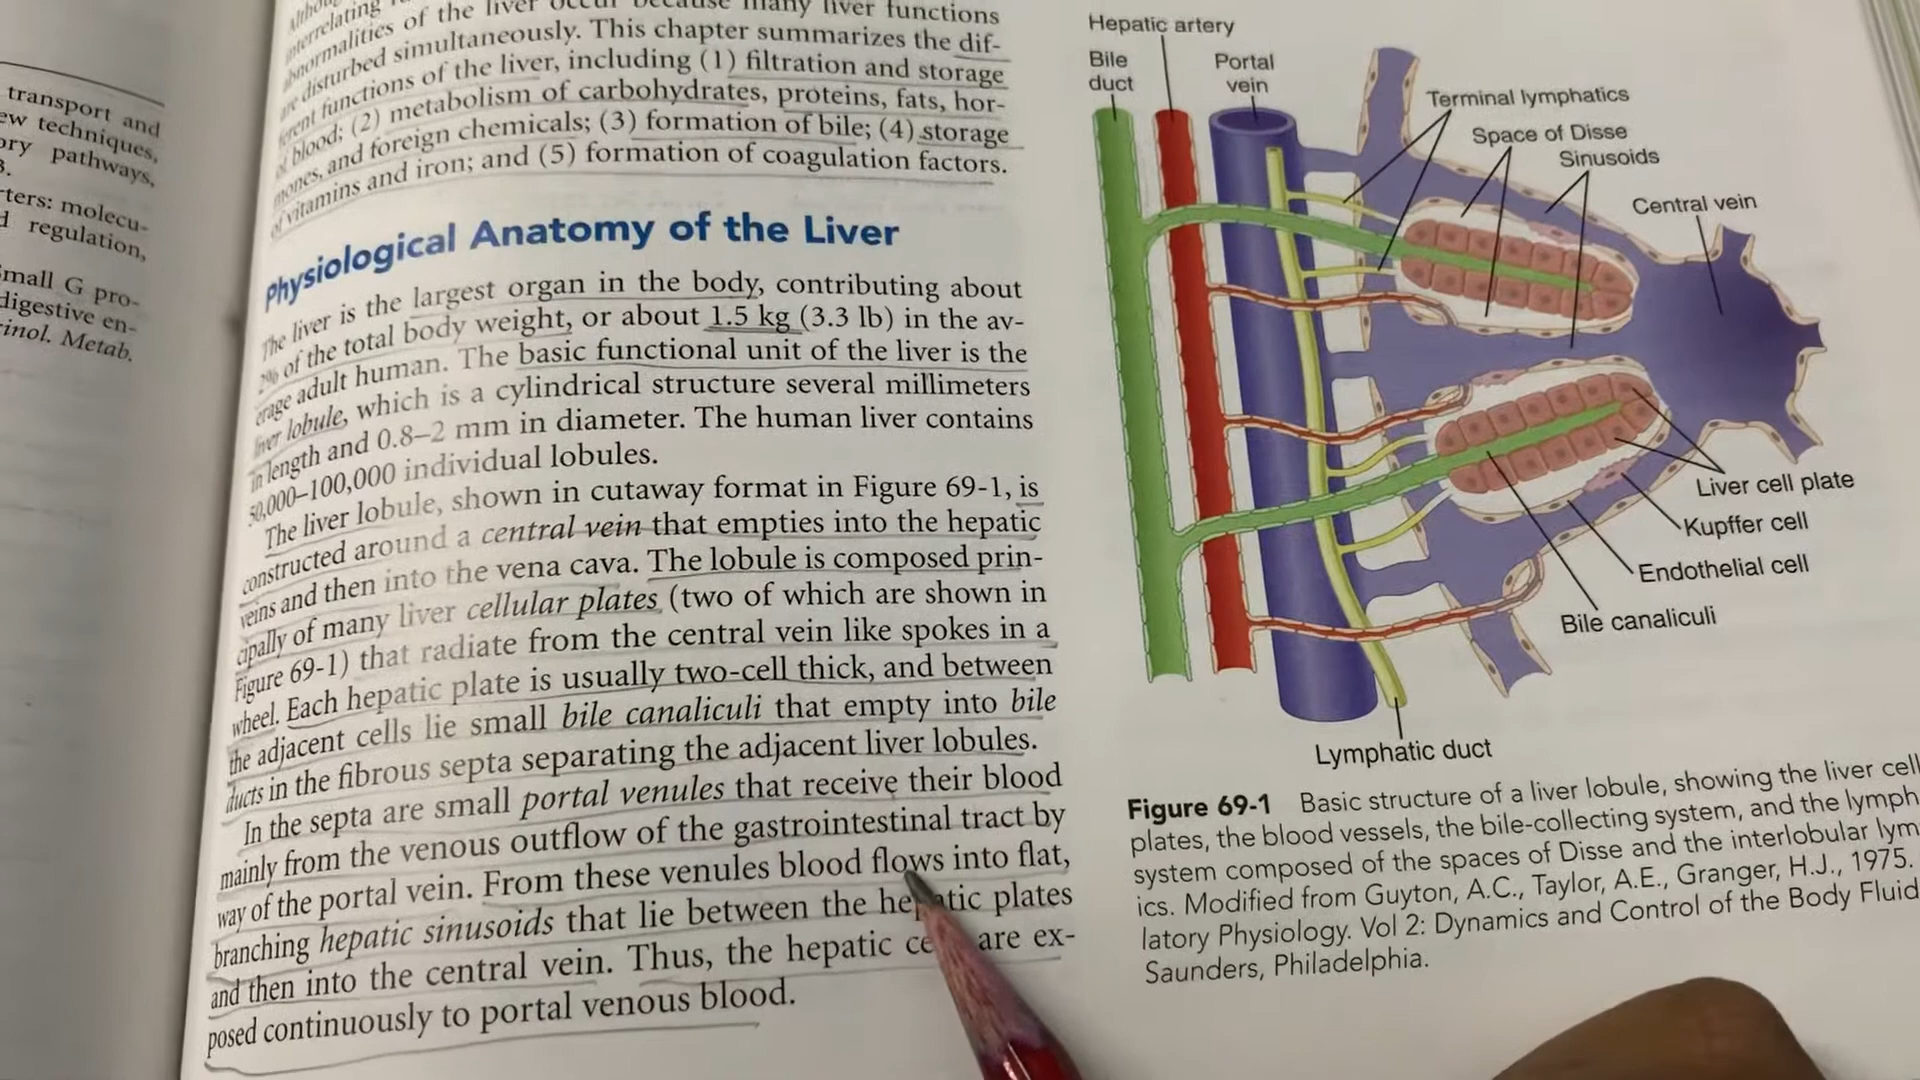 transport and
ew techniques,
ory pathways,
3.
rters: molecu-
d regulation,
small G pro-
digestive en-
inol. Metab.
interrelating
abnormalities of the liver occur because many liver functions
are disturbed simultaneously. This chapter summarizes the dif-
ferent functions of the liver, including (1) filtration and storage
of blood; (2) metabolism of carbohydrates, proteins, fats, hor-
mones, and foreign chemicals; (3) formation of bile; (4) storage
of vitamins and iron; and (5) formation of coagulation factors.
Physiological Anatomy of the Liver
The liver is the largest organ in the body, contributing about
2% of the total body weight, or about 1.5 kg (3.3 lb) in the av-
erage adult human. The basic functional unit of the liver is the
liver lobule, which is a cylindrical structure several millimeters
in length and 0.8–2 mm in diameter. The human liver contains
50,000–100,000 individual lobules.
The liver lobule, shown in cutaway format in Figure 69-1, is
constructed around a central vein that empties into the hepatic
veins and then into the vena cava. The lobule is composed prin-
cipally of many liver cellular plates (two of which are shown in
Figure 69-1) that radiate from the central vein like spokes in a
wheel. Each hepatic plate is usually two-cell thick, and between
the adjacent cells lie small bile canaliculi that empty into bile
ducts in the fibrous septa separating the adjacent liver lobules.
In the septa are small portal venules that receive their blood
mainly from the venous outflow of the gastrointestinal tract by
way of the portal vein. From these venules blood flows into flat,
branching hepatic sinusoids that lie between the hepatic plates
and then into the central vein. Thus, the hepatic ce are ex-
posed continuously to portal venous blood.
Hepatic artery
Bile
duct
Portal
vein
Terminal lymphatics
Space of Disse
Sinusoids
Central vein
Liver cell plate
Kupffer cell
Endothelial cell
Bile canaliculi
Lymphatic duct
Figure 69-1 Basic structure of a liver lobule, showing the liver cell
plates, the blood vessels, the bile-collecting system, and the lymph
system composed of the spaces of Disse and the interlobular lym
ics. Modified from Guyton, A.C., Taylor, A.E., Granger, H.J., 1975.
latory Physiology. Vol 2: Dynamics and Control of the Body Fluid
Saunders, Philadelphia.